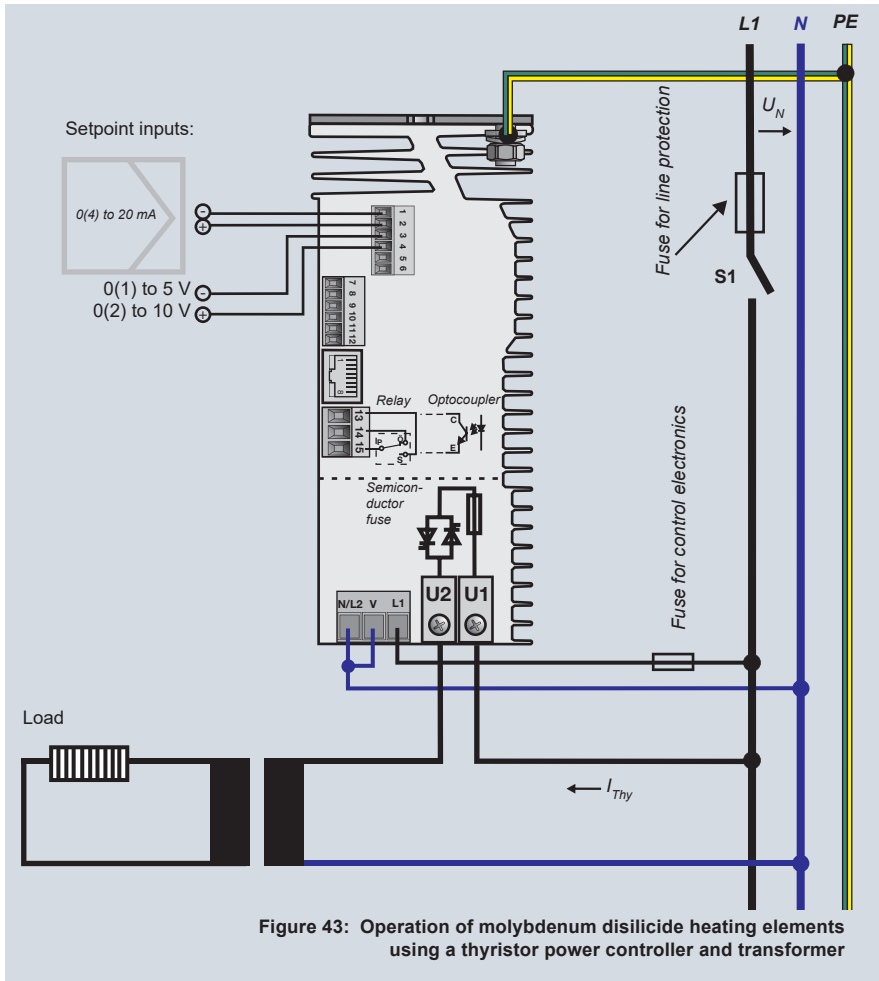 L1 N PE
U_N
Setpoint inputs:
Fuse for line protection
0(4) to 20 mA
-
+
1
2
3
4
5
6
S1
0(1) to 5 V -
0(2) to 10 V +
7
8
9
10
11
12
1
8
Relay Optocoupler
13
14
15
IP
Ö
S
C
E
Fuse for control electronics
Semicon-
ductor
fuse
N/L2 V L1 U2 U1
Load
I_Thy
Figure 43: Operation of molybdenum disilicide heating elements
using a thyristor power controller and transformer